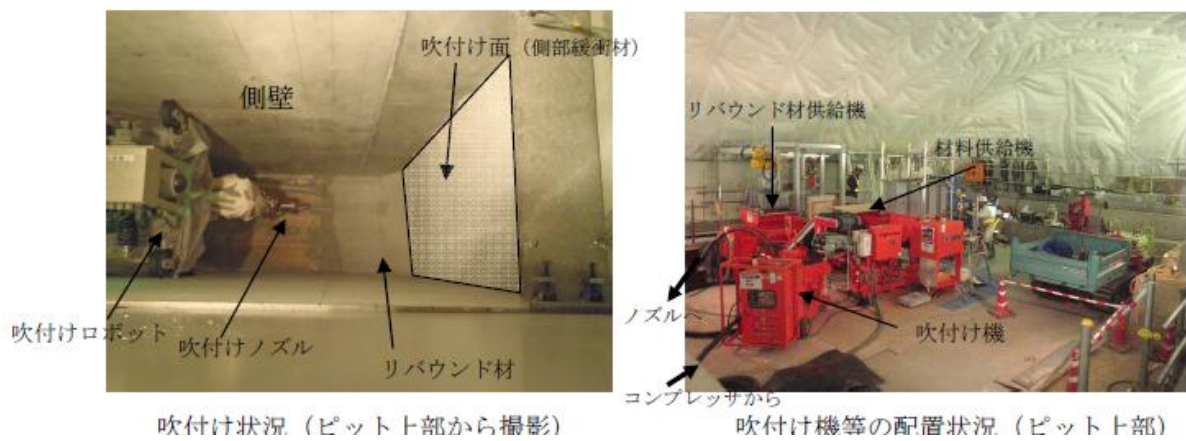 吹付け面（側部緩衝材）
側壁
吹付けロボット
吹付けノズル
リバウンド材
吹付け状況（ピット上部から撮影）
リバウンド材供給機
材料供給機
ノズルへ
吹付け機
コンプレッサから
吹付け機等の配置状況（ピット上部）